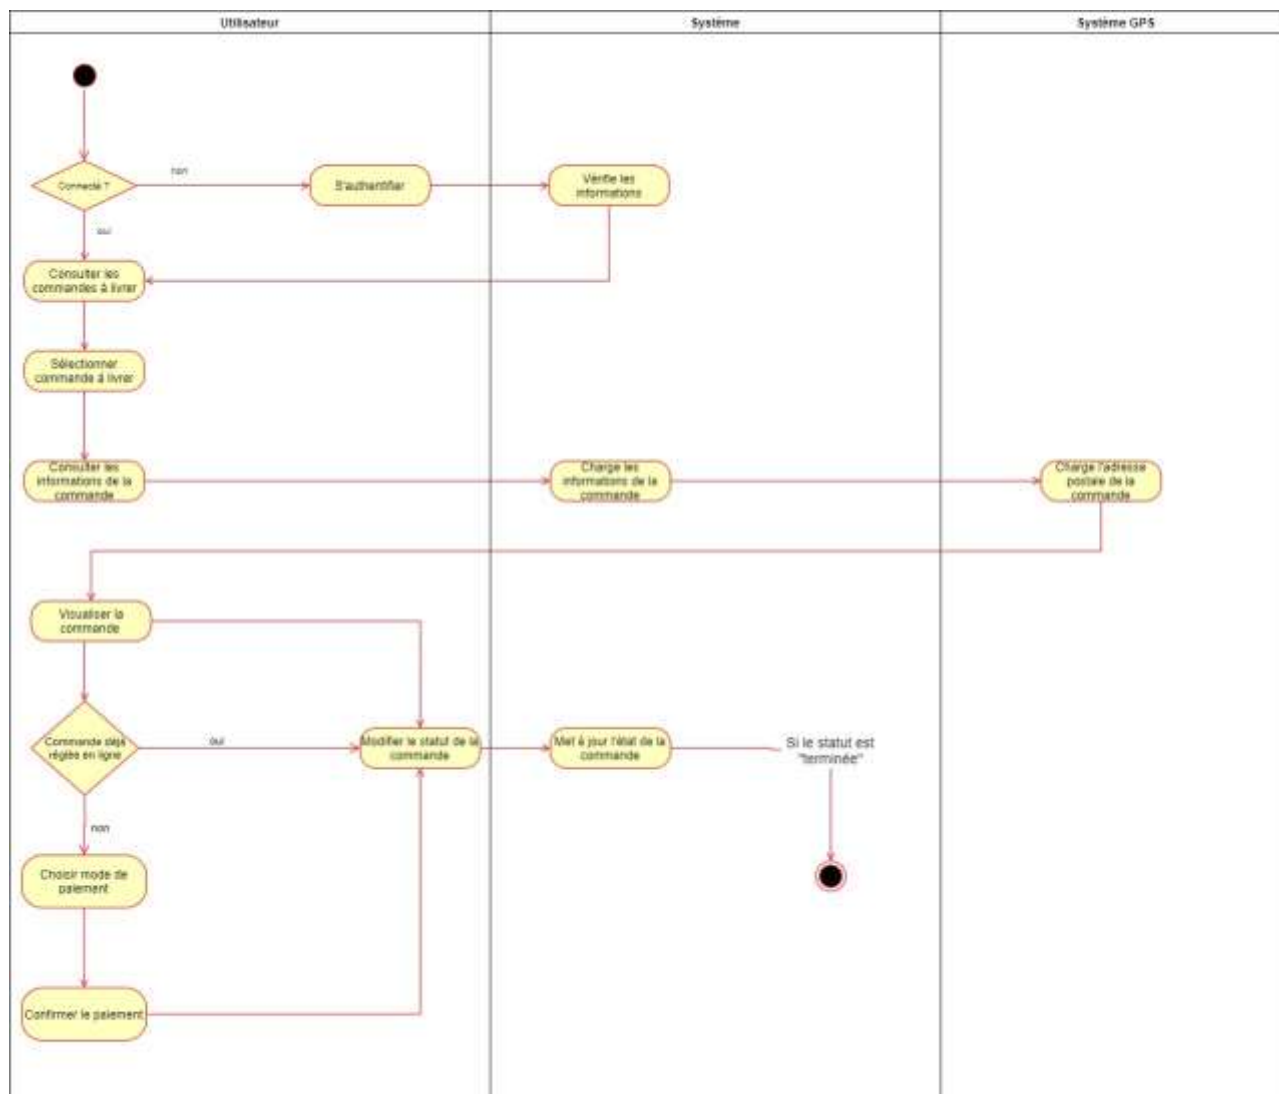 Utilisateur
Système
Système GPS
Connecté ?
non
S'authentifier
Vérifie les
informations
oui
Consulter les
commandes à livrer
Sélectionner
commande à livrer
Consulter les
informations de la
commande
Charge les
informations de la
commande
Charge l'adresse
postale de la
commande
Visualiser la
commande
Commande déjà
réglée en ligne
oui
Modifier le statut de la
commande
Met à jour l'état de la
commande
Si le statut est
"terminée"
non
Choisir mode de
paiement
Confirmer le paiement